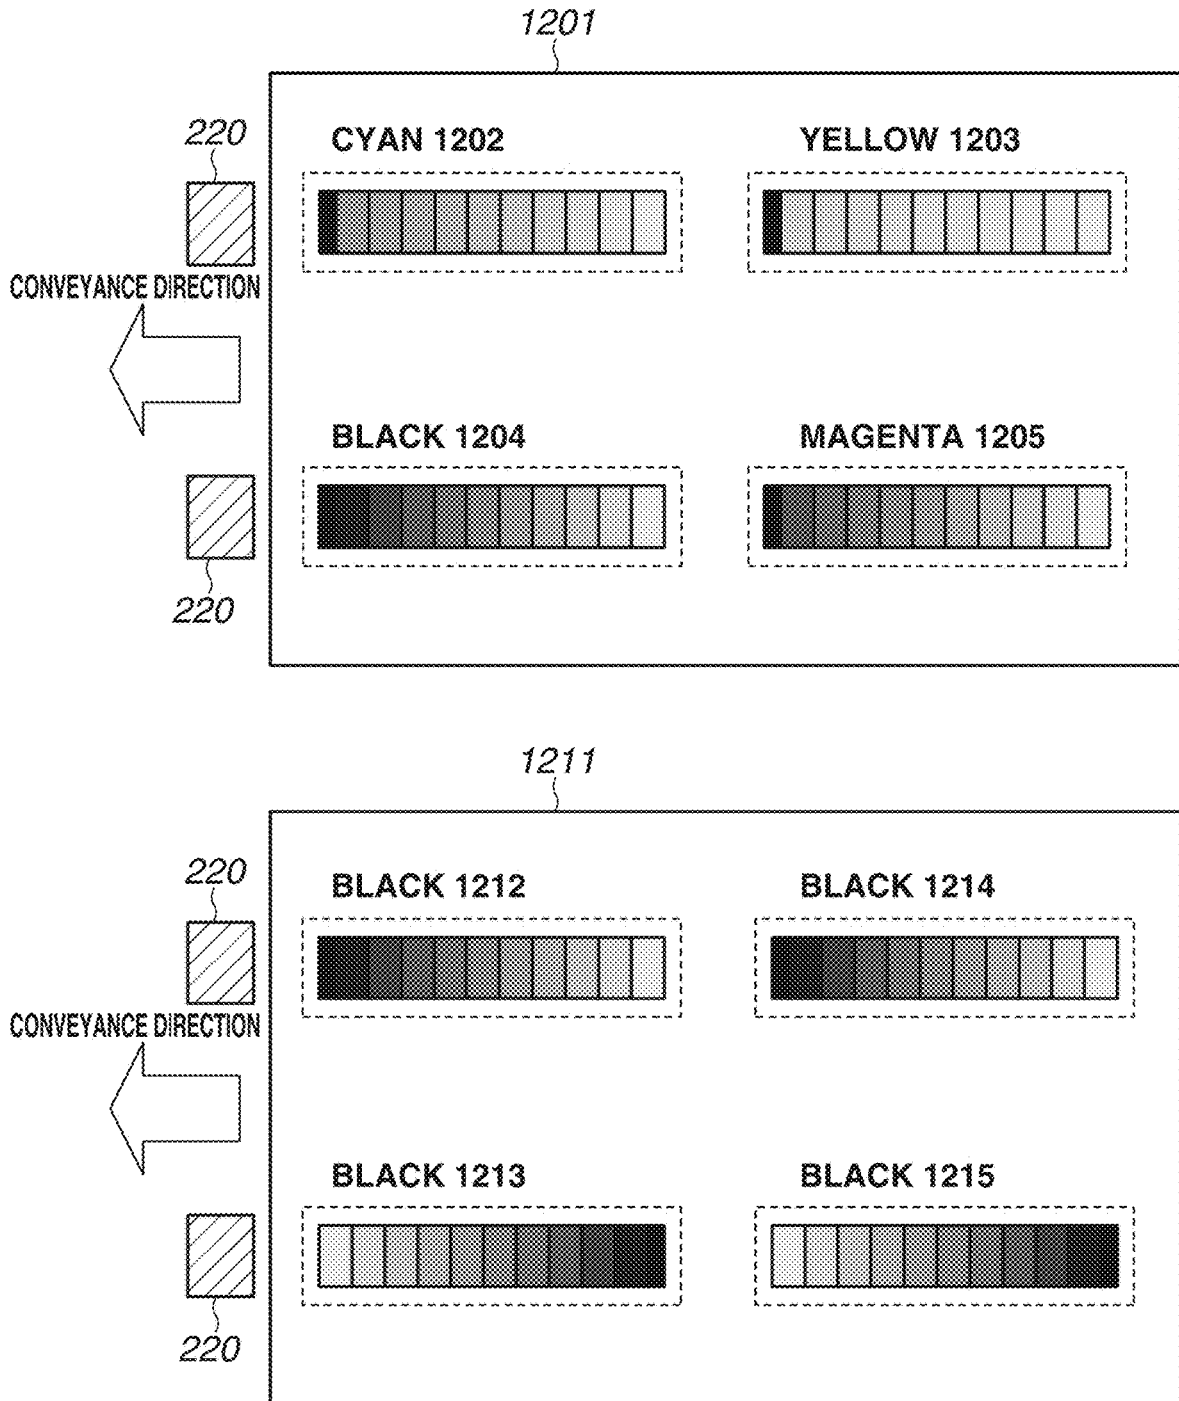 1201
220
CYAN 1202
YELLOW 1203
CONVEYANCE DIRECTION
BLACK 1204
MAGENTA 1205
220
1211
220
BLACK 1212
BLACK 1214
CONVEYANCE DIRECTION
BLACK 1213
BLACK 1215
220